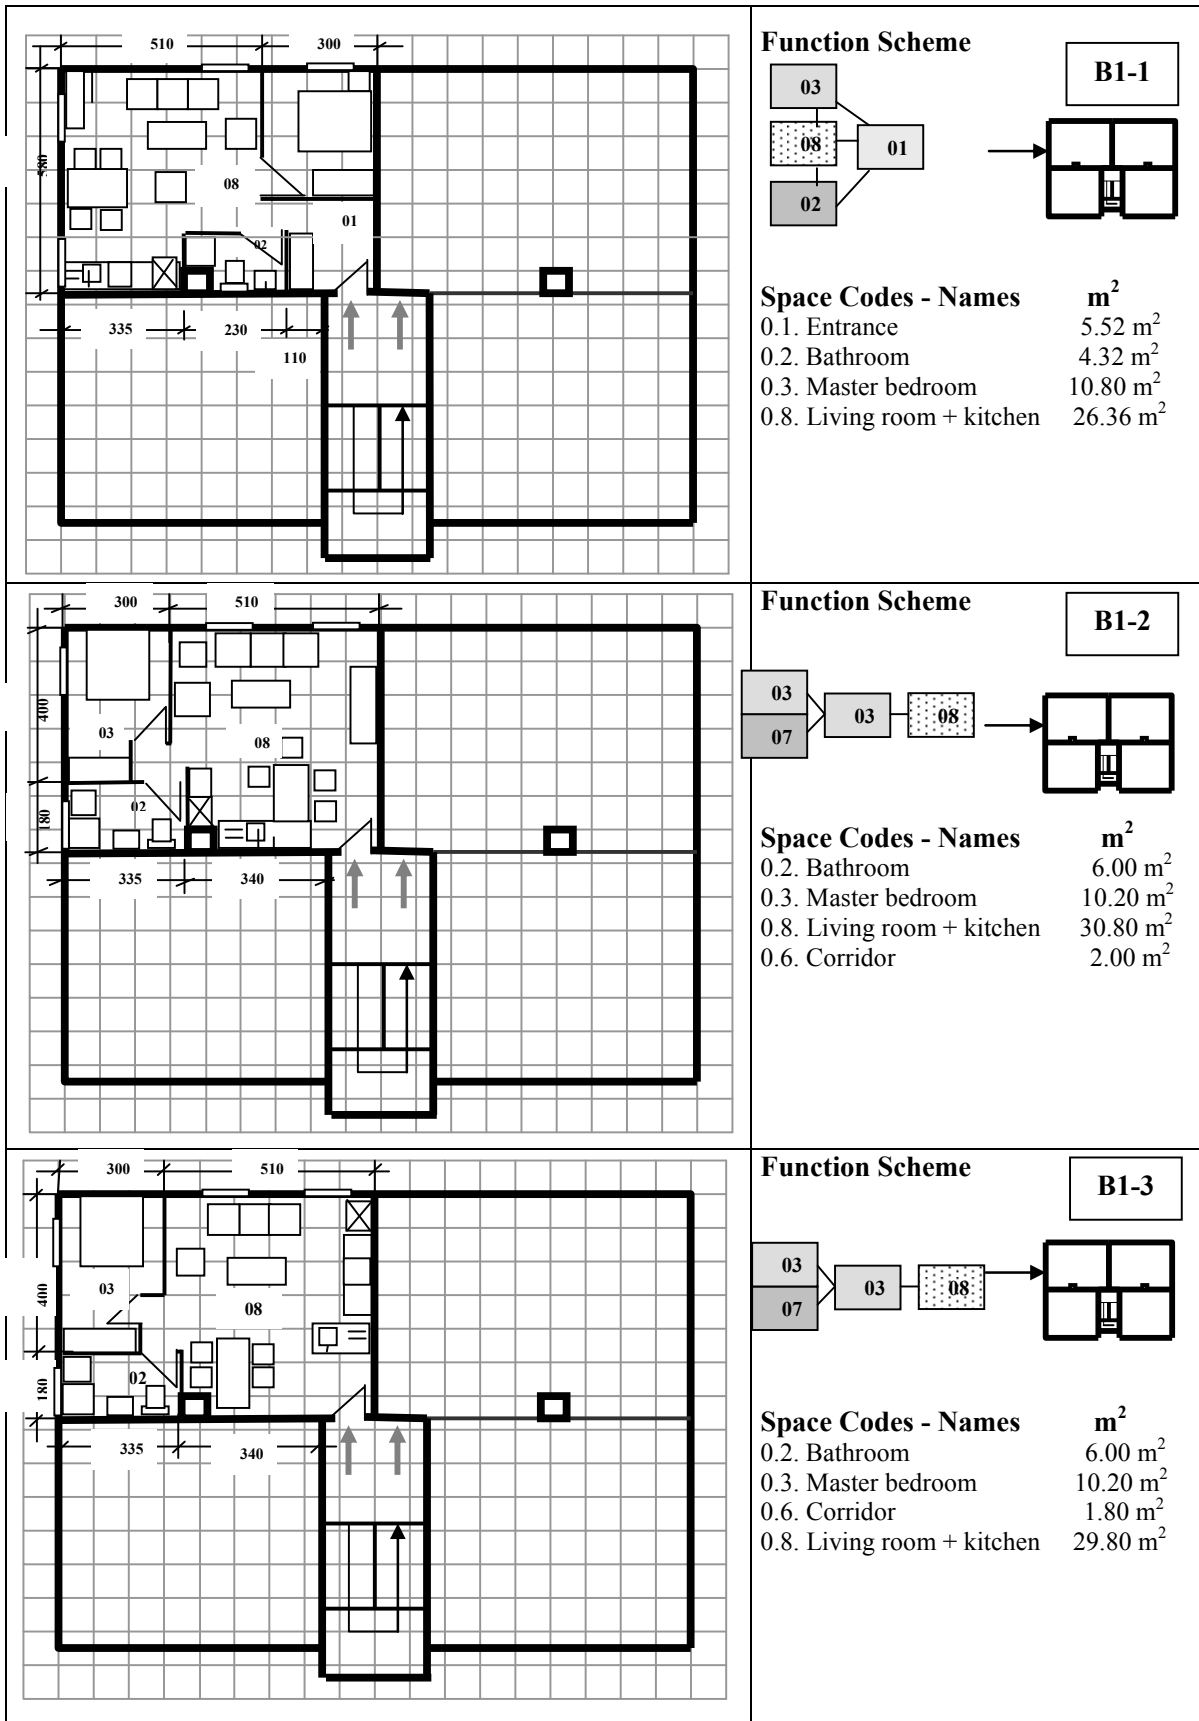 510 300
580
08
01
02
335 230
110
Function Scheme
B1-1
03
08 01
02
Space Codes - Names m²
0.1. Entrance 5.52 m²
0.2. Bathroom 4.32 m²
0.3. Master bedroom 10.80 m²
0.8. Living room + kitchen 26.36 m²
300 510
400
03
08
02
180
335 340
Function Scheme
B1-2
03
03 08
07
Space Codes - Names m²
0.2. Bathroom 6.00 m²
0.3. Master bedroom 10.20 m²
0.8. Living room + kitchen 30.80 m²
0.6. Corridor 2.00 m²
300 510
400
03
08
02
180
335 340
Function Scheme
B1-3
03
03 08
07
Space Codes - Names m²
0.2. Bathroom 6.00 m²
0.3. Master bedroom 10.20 m²
0.6. Corridor 1.80 m²
0.8. Living room + kitchen 29.80 m²